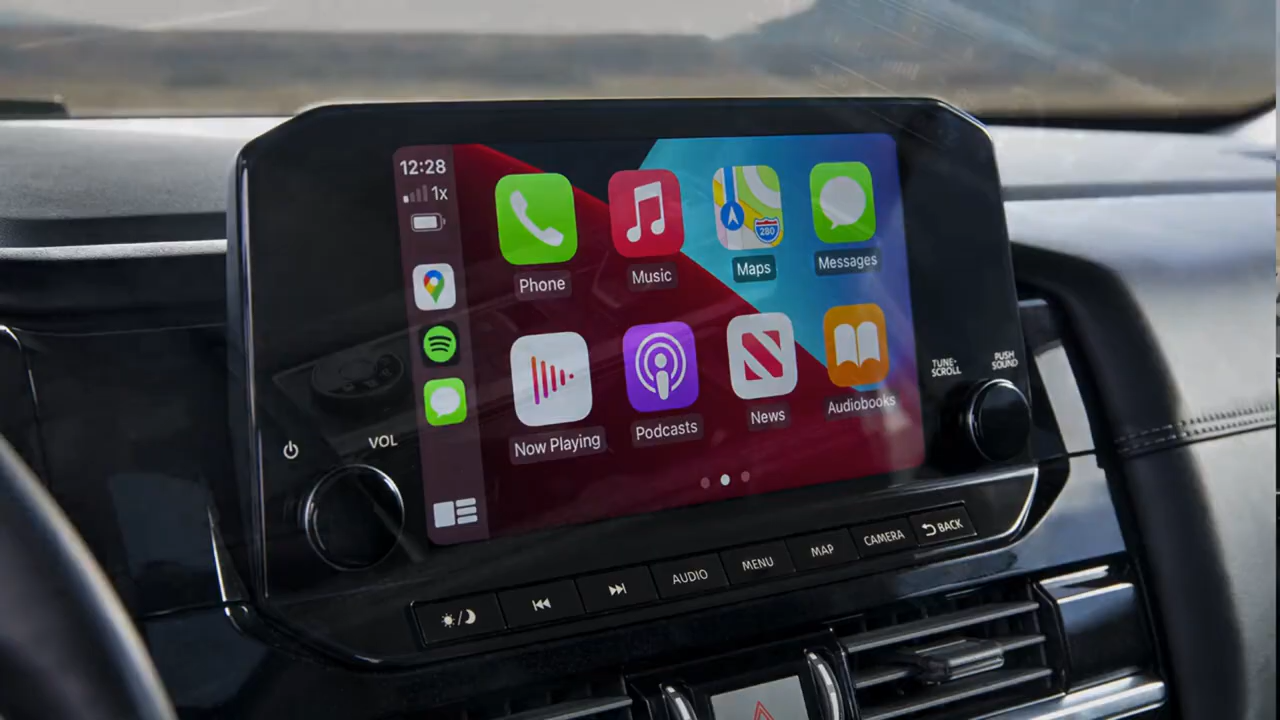 12:28
1x
Phone
Music
Maps
280
Messages
Now Playing
Podcasts
News
Audiobooks
VOL
TUNE-
SCROLL
PUSH
SOUND
AUDIO
MENU
MAP
CAMERA
BACK